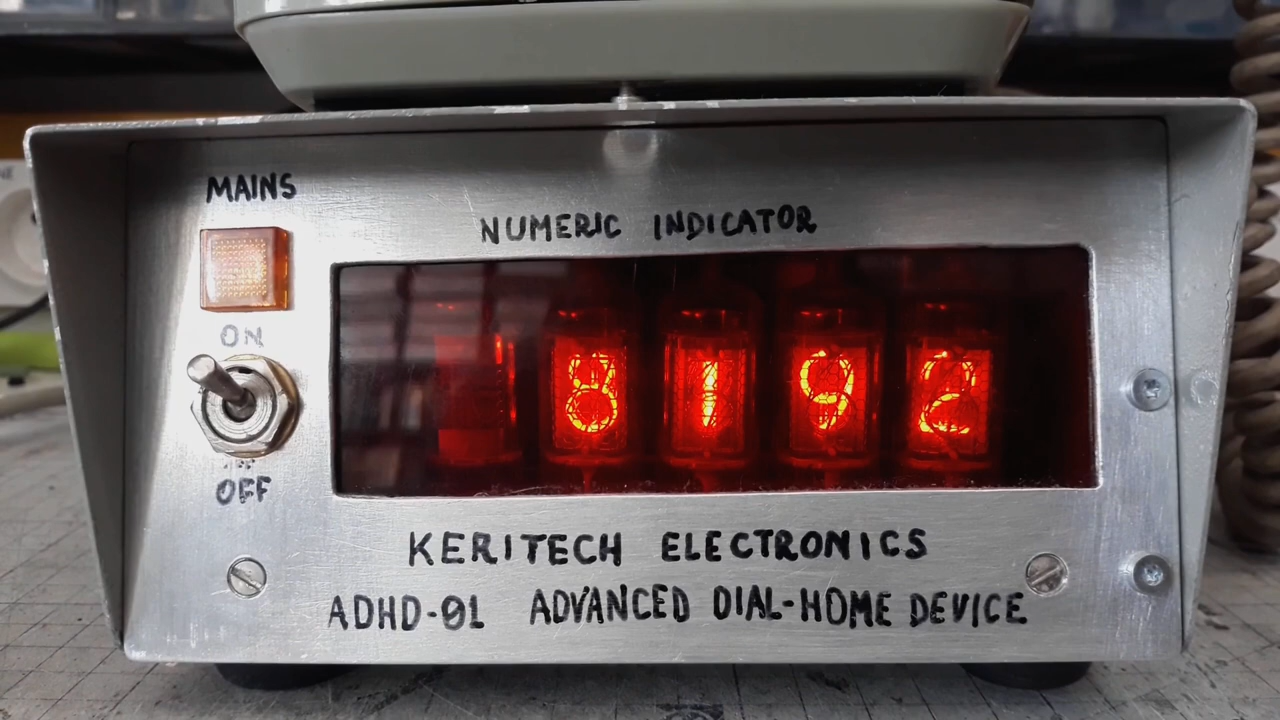 MAINS
NUMERIC INDICATOR
ON
8192
OFF
KERITECH ELECTRONICS
ADHD-01 ADVANCED DIAL-HOME DEVICE